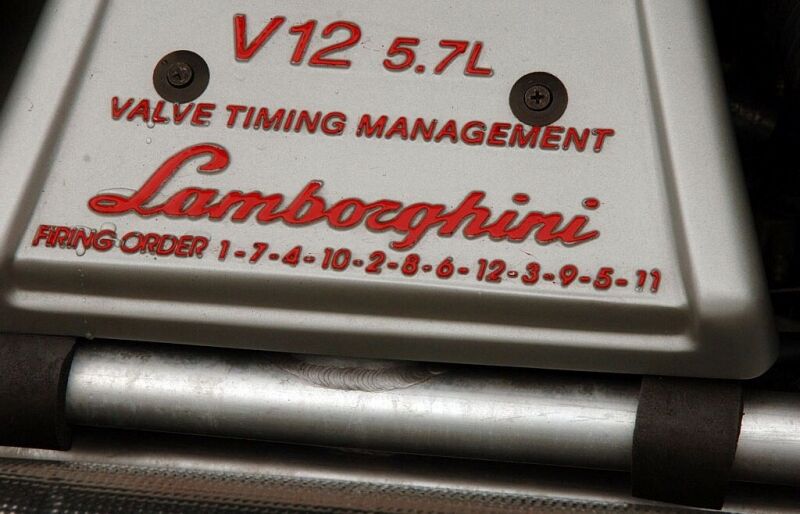 V12 5.7L
VALVE TIMING MANAGEMENT
Lamborghini
FIRING ORDER 1-7-4-10-2-8-6-12-3-9-5-11